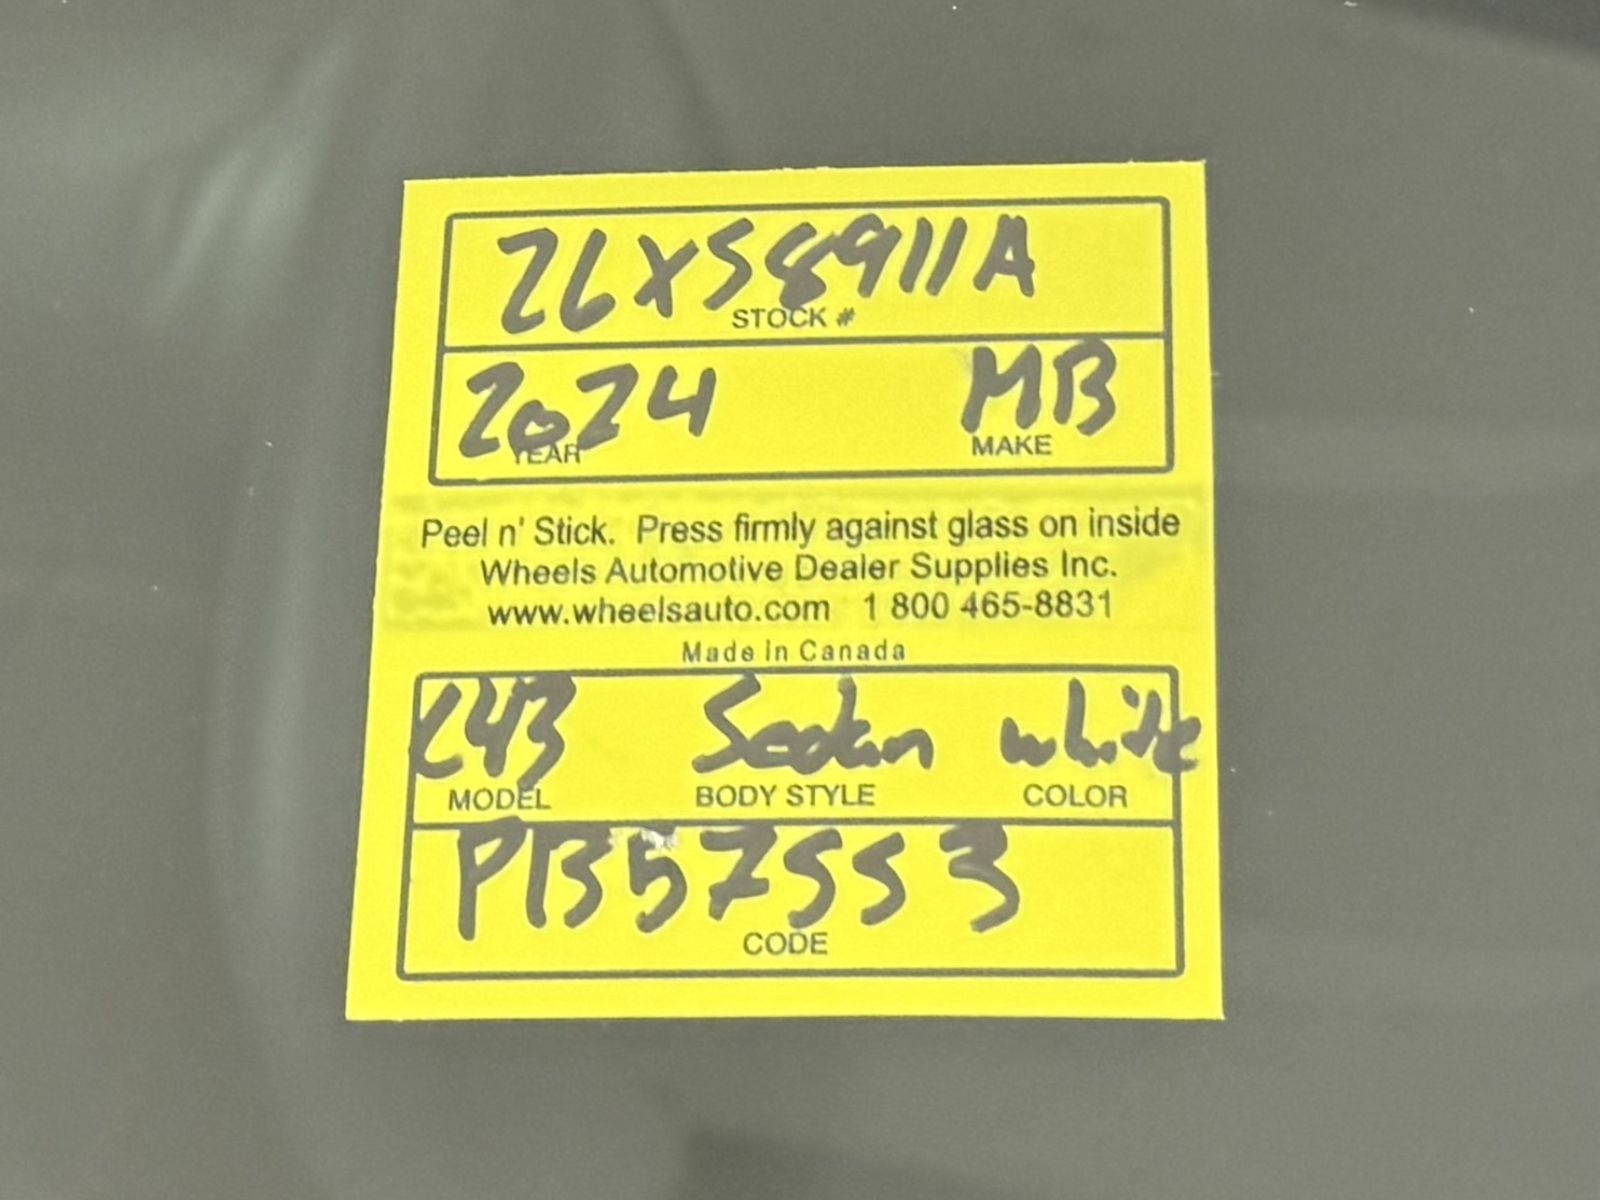 26XS8911A
STOCK #
2024 MB
YEAR MAKE
Peel n' Stick. Press firmly against glass on inside
Wheels Automotive Dealer Supplies Inc.
www.wheelsauto.com 1 800 465-8831
Made in Canada
C43 Sedan white
MODEL BODY STYLE COLOR
PB57553
CODE